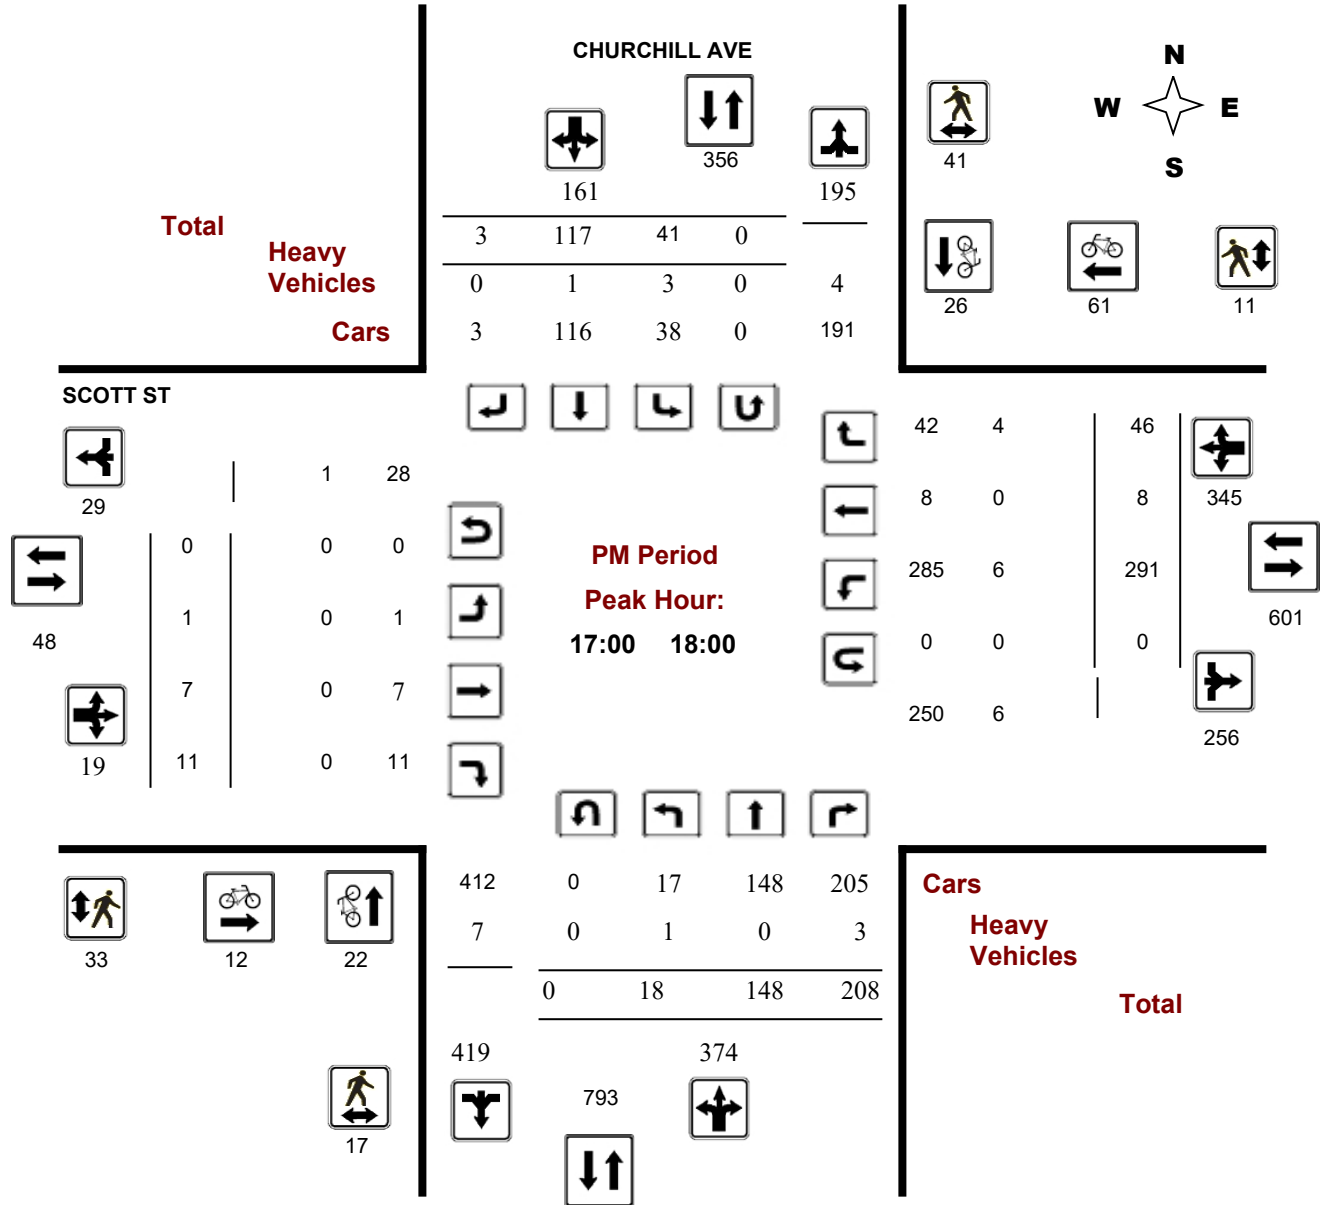 CHURCHILL AVE
N
W E
S
356
41
161
195
Total
3 117 41 0
Heavy
Vehicles
0 1 3 0 4
26 61 11
Cars
3 116 38 0 191
SCOTT ST
42 4 46
1 28
29
8 0 8
345
0 0 0
PM Period
285 6 291
Peak Hour:
1 0 1
601
48
17:00 18:00
0 0 0
7 0 7
250 6
256
19
11 0 11
412 0 17 148 205
Cars
7 0 1 0 3
Heavy
Vehicles
33 12 22
0 18 148 208
Total
419
374
793
17